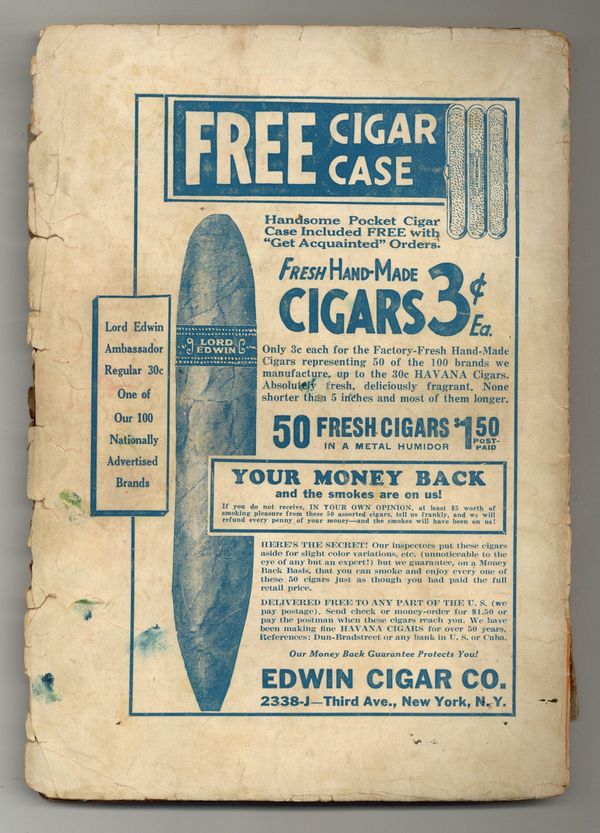 FREE CIGAR
CASE
Handsome Pocket Cigar
Case Included FREE with
"Get Acquainted" Orders.
FRESH HAND-MADE
CIGARS 3¢
Ea.
LORD
EDWIN
Lord Edwin
Ambassador
Regular 30c
One of
Our 100
Nationally
Advertised
Brands
Only 3c each for the Factory-Fresh Hand-Made
Cigars representing 50 of the 100 brands we
manufacture, up to the 30c HAVANA Cigars.
Absolutely fresh, deliciously fragrant. None
shorter than 5 inches and most of them longer.
50 FRESH CIGARS $1.50
IN A METAL HUMIDOR POST-
PAID
YOUR MONEY BACK
and the smokes are on us!
If you do not receive, IN YOUR OWN OPINION, at least $5 worth of
smoking pleasure from these 50 assorted cigars, tell us frankly, and we will
refund every penny of your money—and the smokes will have been on us!
HERE'S THE SECRET! Our inspectors put these cigars
aside for slight color variations, etc. (unnoticeable to the
eye of any but an expert!) but we guarantee, on a Money
Back Basis, that you can smoke and enjoy every one of
these 50 cigars just as though you had paid the full
retail price.
DELIVERED FREE TO ANY PART OF THE U. S. (we
pay postage). Send check or money-order for $1.50 or
pay the postman when these cigars reach you. We have
been making fine HAVANA CIGARS for over 50 years.
References: Dun-Bradstreet or any bank in U. S. or Cuba.
Our Money Back Guarantee Protects You!
EDWIN CIGAR CO.
2338-J—Third Ave., New York, N. Y.